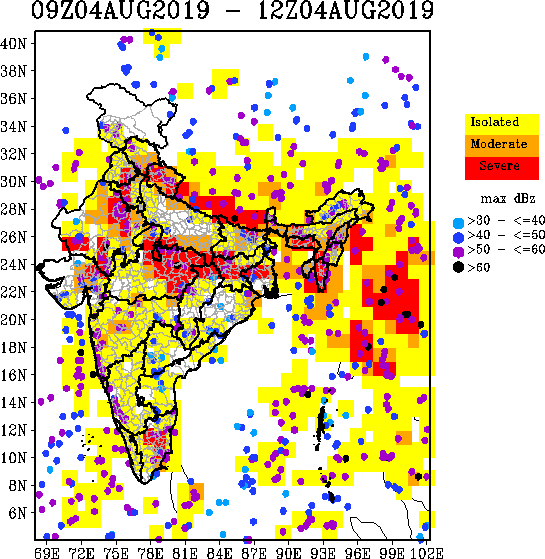 09Z04AUG2019 - 12Z04AUG2019
40N
38N
36N
34N
32N
30N
28N
26N
24N
22N
20N
18N
16N
14N
12N
10N
8N
6N
69E 72E 75E 78E 81E 84E 87E 90E 93E 96E 99E 102E
Isolated
Moderate
Severe
max dBz
>30 - <=40
>40 - <=50
>50 - <=60
>60